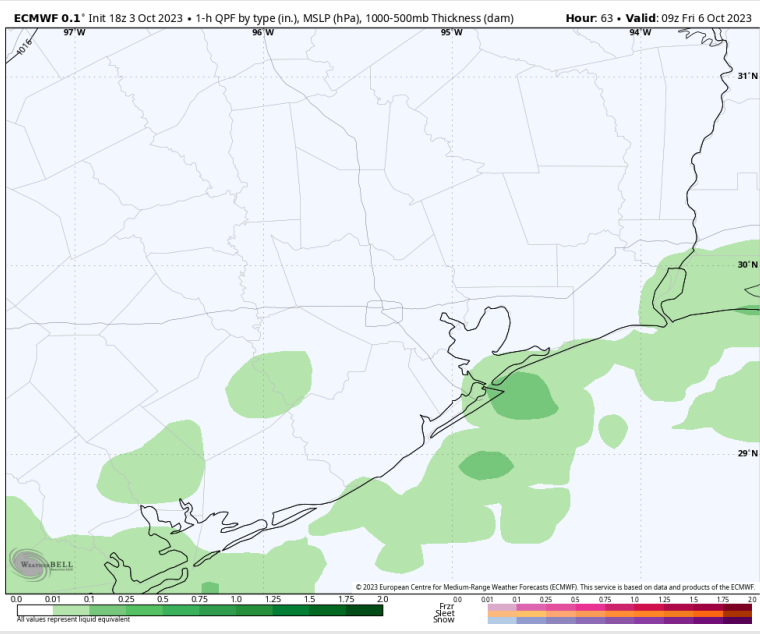 ECMWF 0.1° Init 18z 3 Oct 2023 • 1-h QPF by type (in.), MSLP (hPa), 1000-500mb Thickness (dam) Hour: 63 • Valid: 09z Fri 6 Oct 2023
97°W 96°W 95°W 94°W
1016
31°N
30°N
29°N
WEATHERBELL
© 2023 European Centre for Medium-Range Weather Forecasts (ECMWF). This service is based on data and products of the ECMWF.
0.0 0.01 0.1 0.25 0.5 0.75 1.0 1.25 1.5 1.75 2.0
0.0 0.01 0.1 0.25 0.5 0.75 1.0 1.25 1.5 1.75 2.0
Frzr
Sleet
Snow
All values represent liquid equivalent